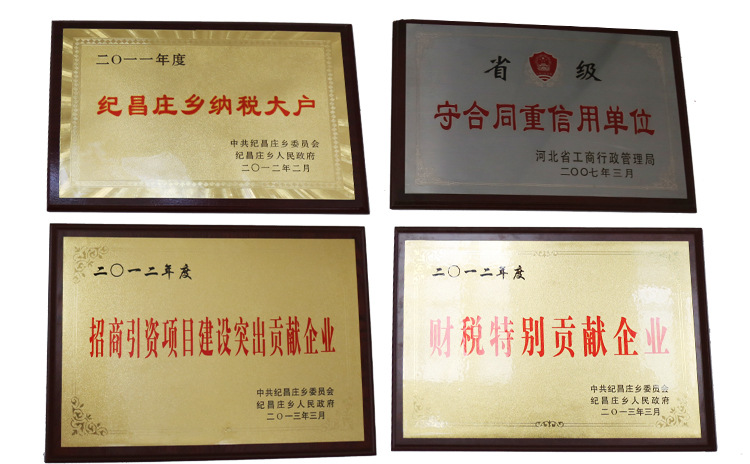 二〇一一年度
纪昌庄乡纳税大户
中共纪昌庄乡委员会
纪昌庄乡人民政府
二〇一二年二月
省 级
守合同重信用单位
河北省工商行政管理局
二〇〇七年三月
二〇一二年度
招商引资项目建设突出贡献企业
中共纪昌庄乡委员会
纪昌庄乡人民政府
二〇一三年三月
二〇一二年度
财税特别贡献企业
中共纪昌庄乡委员会
纪昌庄乡人民政府
二〇一三年三月